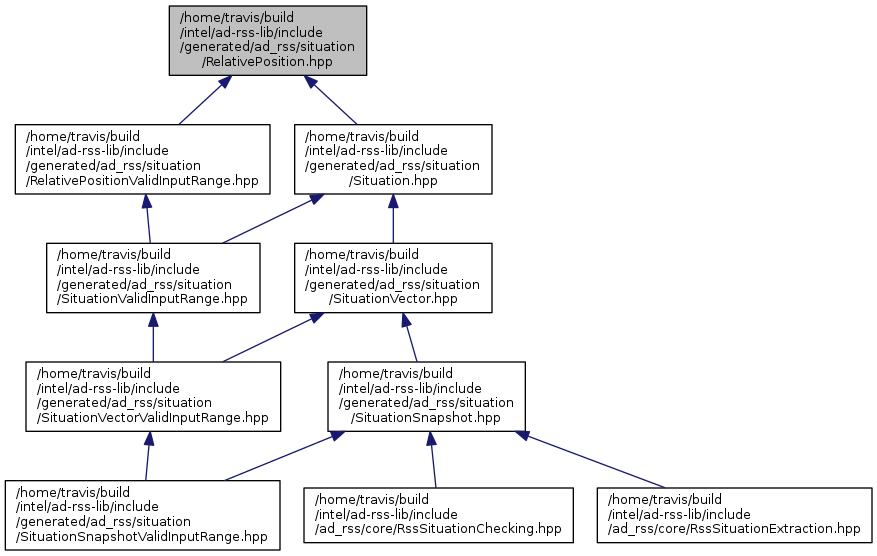 /home/travis/build
/intel/ad-rss-lib/include
/generated/ad_rss/situation
/RelativePosition.hpp
/home/travis/build
/intel/ad-rss-lib/include
/generated/ad_rss/situation
/RelativePositionValidInputRange.hpp
/home/travis/build
/intel/ad-rss-lib/include
/generated/ad_rss/situation
/Situation.hpp
/home/travis/build
/intel/ad-rss-lib/include
/generated/ad_rss/situation
/SituationValidInputRange.hpp
/home/travis/build
/intel/ad-rss-lib/include
/generated/ad_rss/situation
/SituationVector.hpp
/home/travis/build
/intel/ad-rss-lib/include
/generated/ad_rss/situation
/SituationVectorValidInputRange.hpp
/home/travis/build
/intel/ad-rss-lib/include
/generated/ad_rss/situation
/SituationSnapshot.hpp
/home/travis/build
/intel/ad-rss-lib/include
/generated/ad_rss/situation
/SituationSnapshotValidInputRange.hpp
/home/travis/build
/intel/ad-rss-lib/include
/ad_rss/core/RssSituationChecking.hpp
/home/travis/build
/intel/ad-rss-lib/include
/ad_rss/core/RssSituationExtraction.hpp